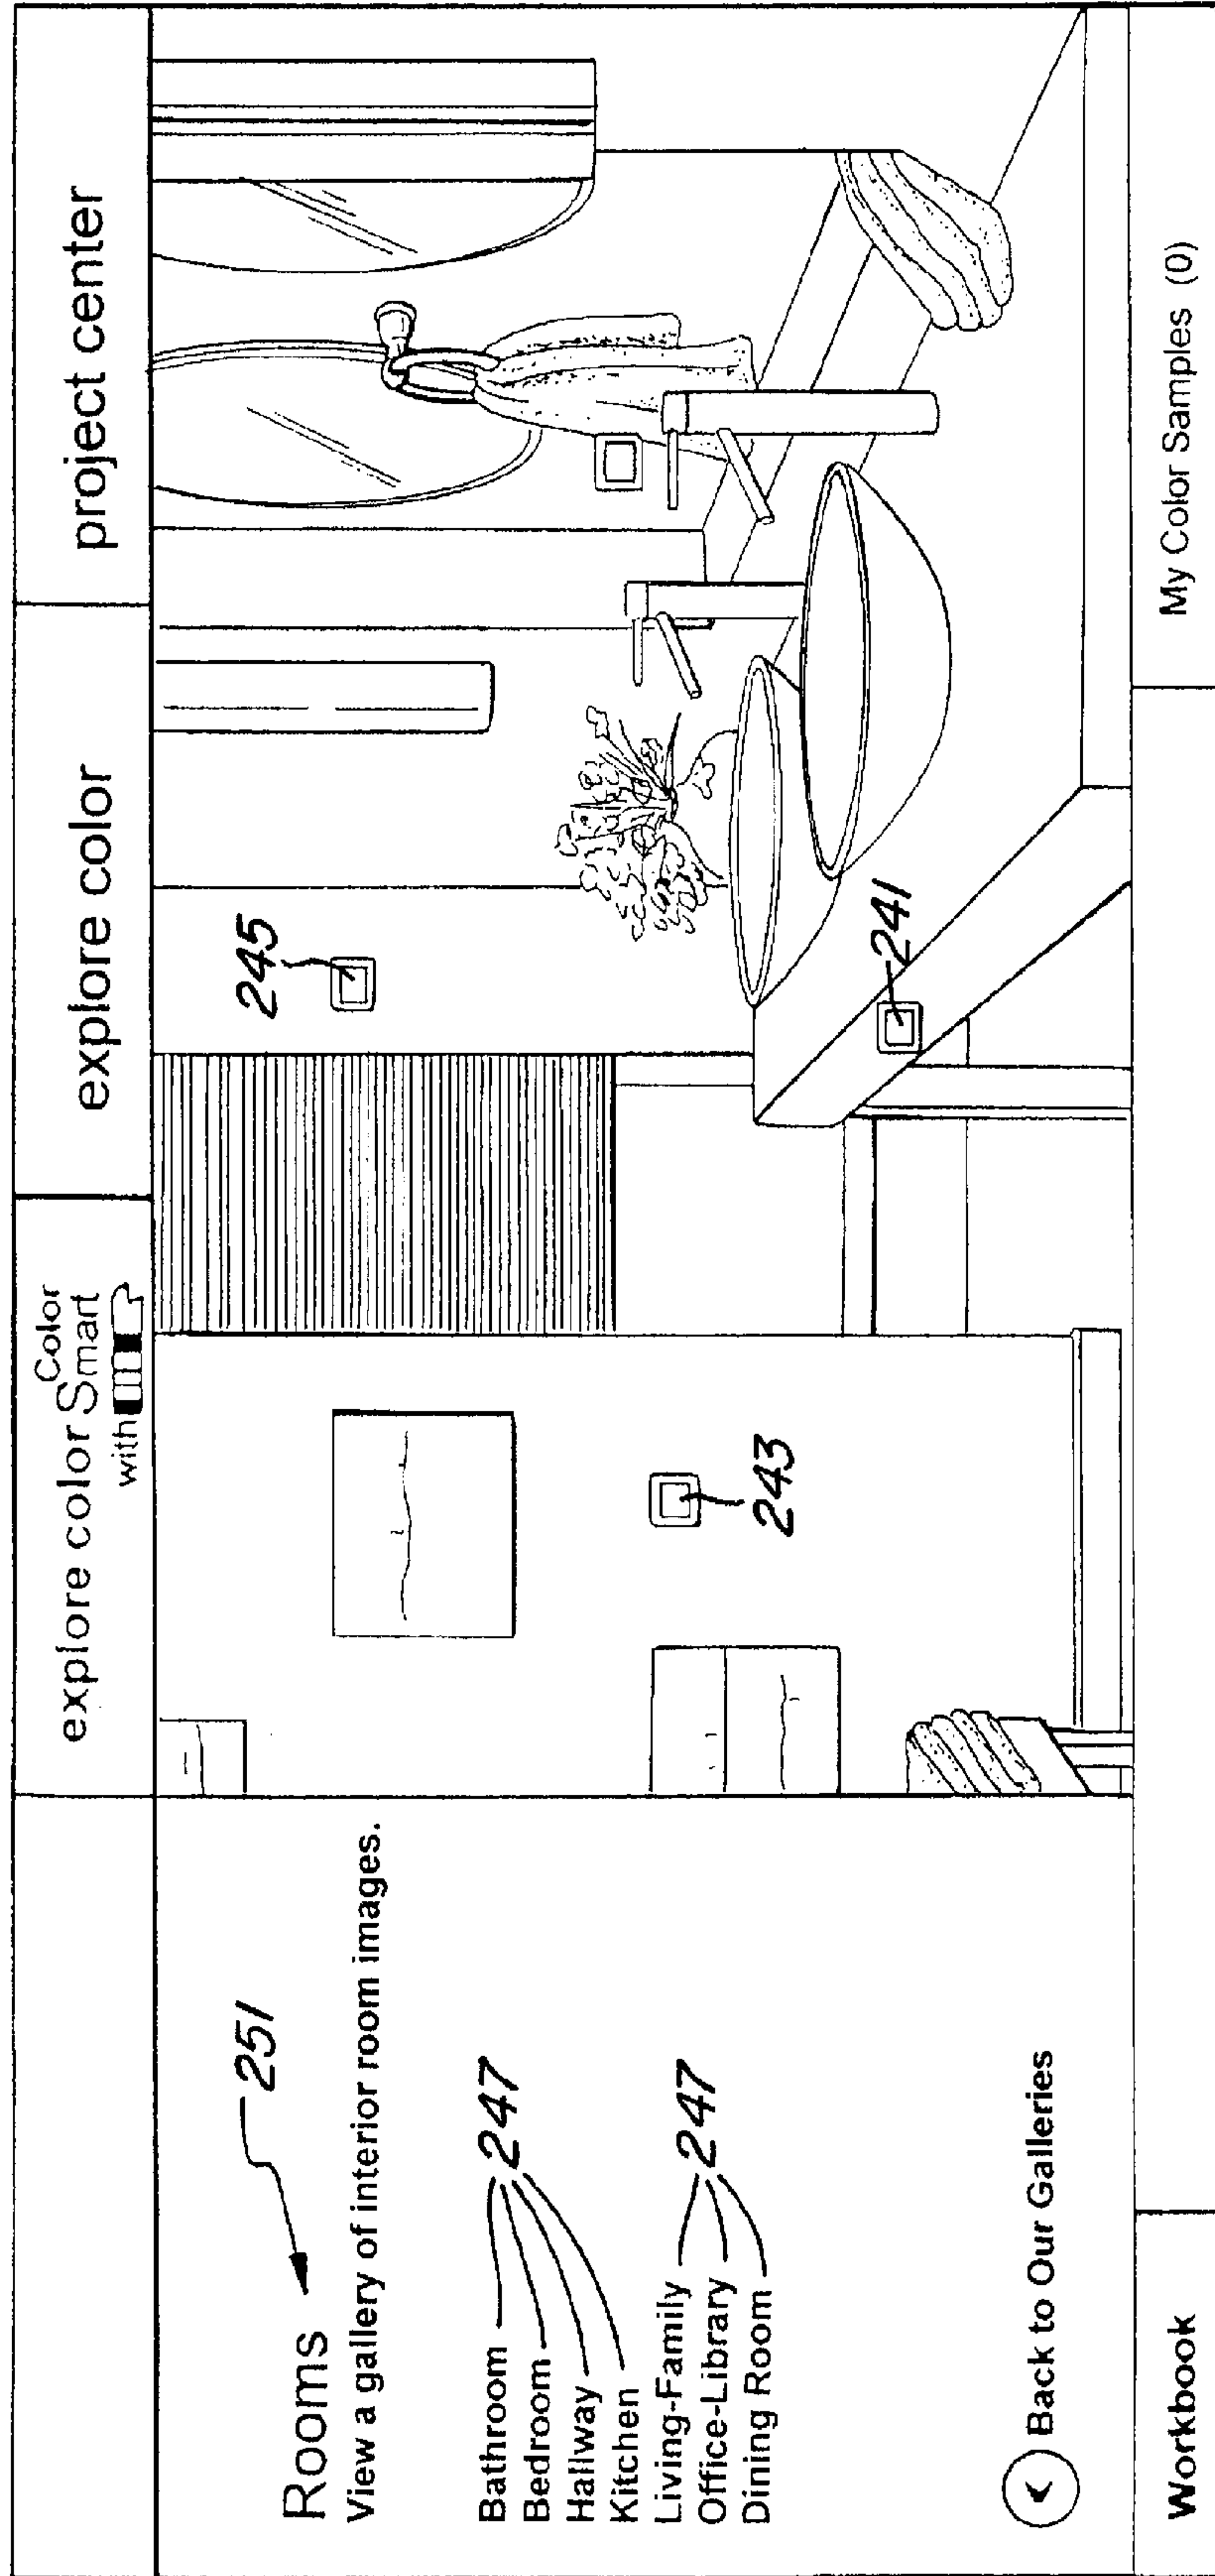 explore color Color
Smart
with
explore color
project center
Rooms
251
View a gallery of interior room images.
Bathroom
Bedroom
247
Hallway
Kitchen
Living-Family
Office-Library
247
Dining Room
Back to Our Galleries
243
245
241
Workbook
My Color Samples (0)